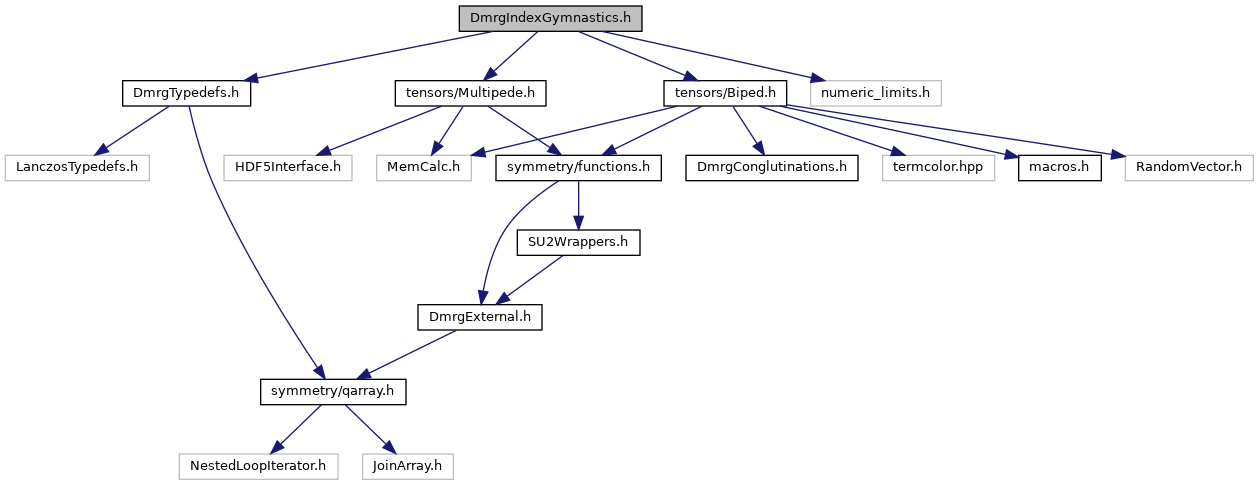 DmrgIndexGymnastics.h
DmrgTypedefs.h
tensors/Multipede.h
tensors/Biped.h
numeric_limits.h
LanczosTypedefs.h
HDF5Interface.h
MemCalc.h
symmetry/functions.h
DmrgConglutinations.h
termcolor.hpp
macros.h
RandomVector.h
SU2Wrappers.h
DmrgExternal.h
symmetry/qarray.h
NestedLoopIterator.h
JoinArray.h